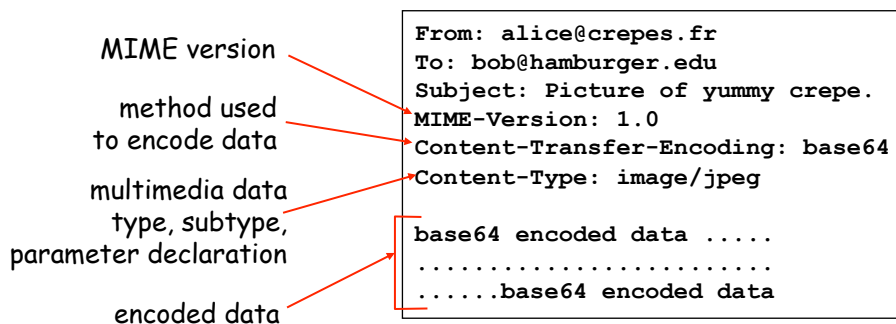 MIME version
method used
to encode data
multimedia data
type, subtype,
parameter declaration
encoded data
From: alice@crepes.fr
To: bob@hamburger.edu
Subject: Picture of yummy crepe.
MIME-Version: 1.0
Content-Transfer-Encoding: base64
Content-Type: image/jpeg
base64 encoded data .....
.........................
......base64 encoded data